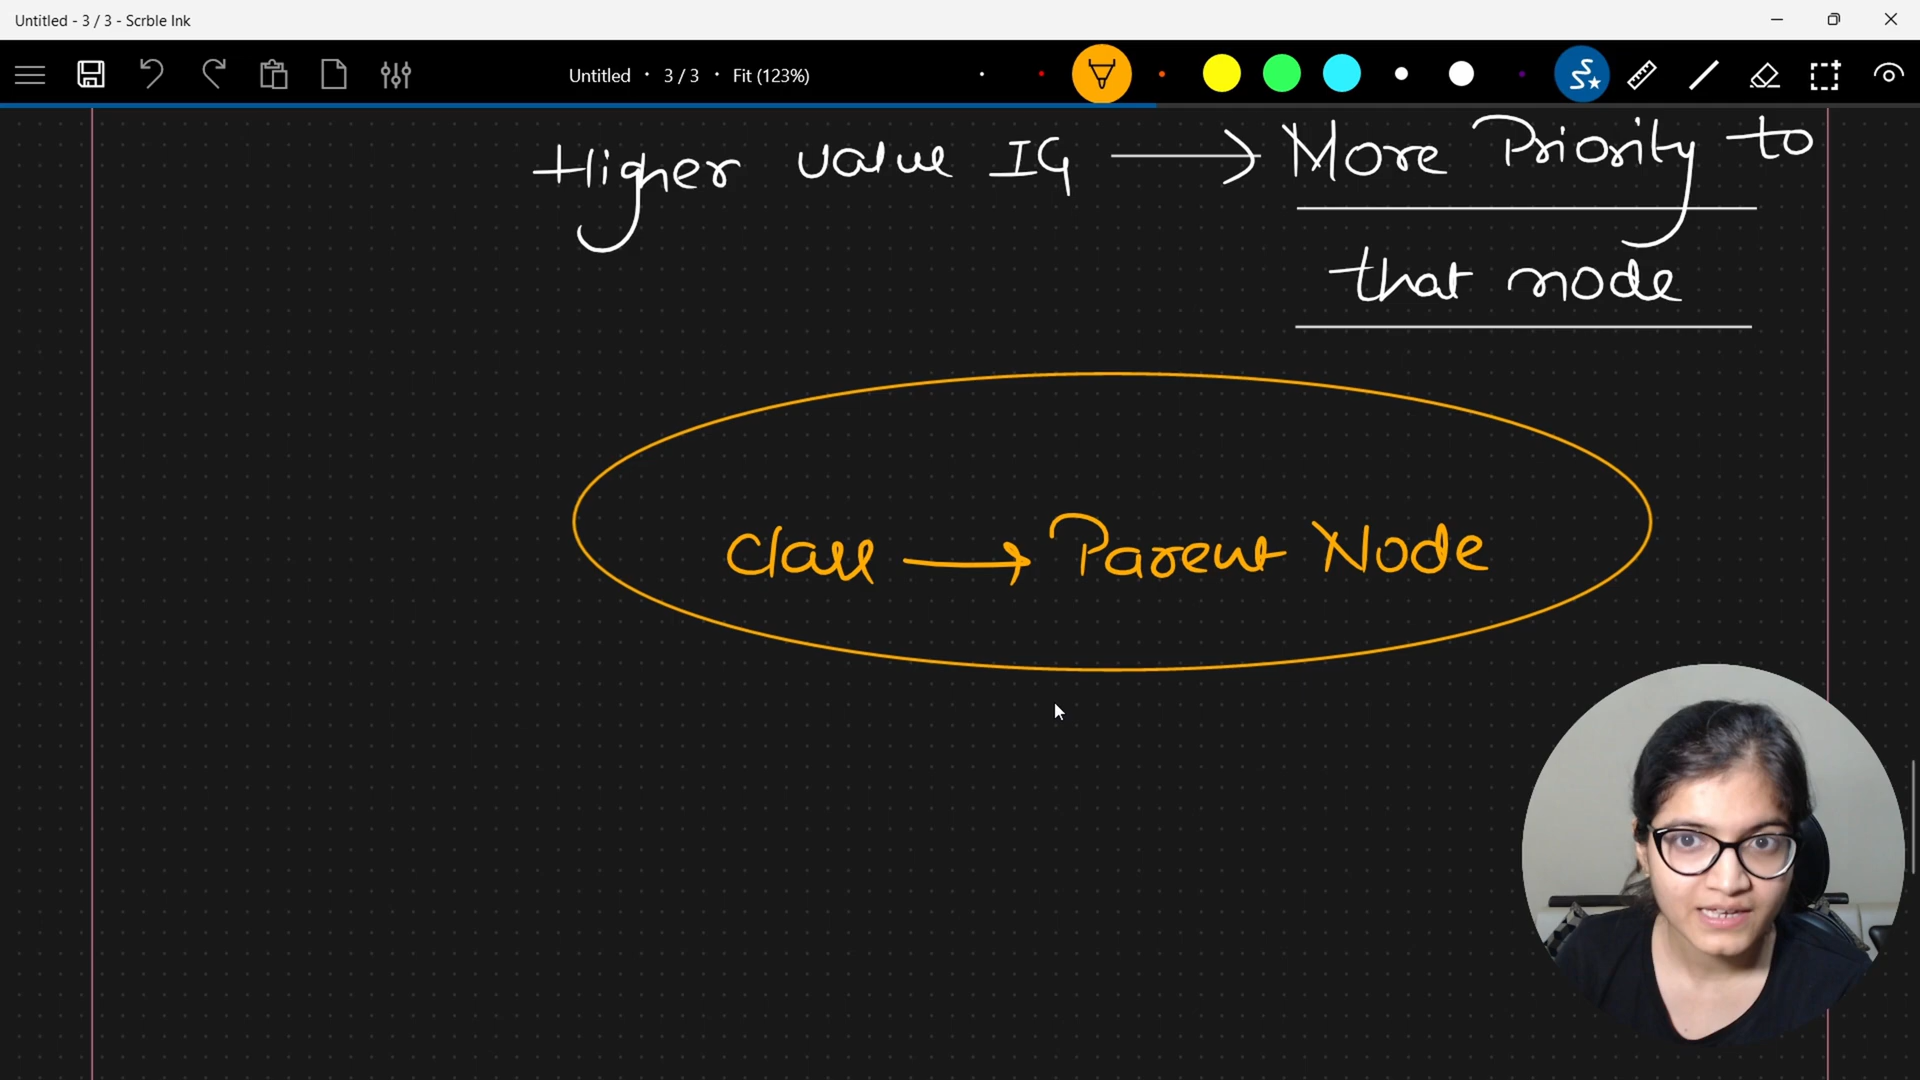 Untitled - 3 / 3 - Scrble Ink
Untitled • 3 / 3 • Fit (123%)
Higher value IG → More Priority to
that node
Class → Parent Node